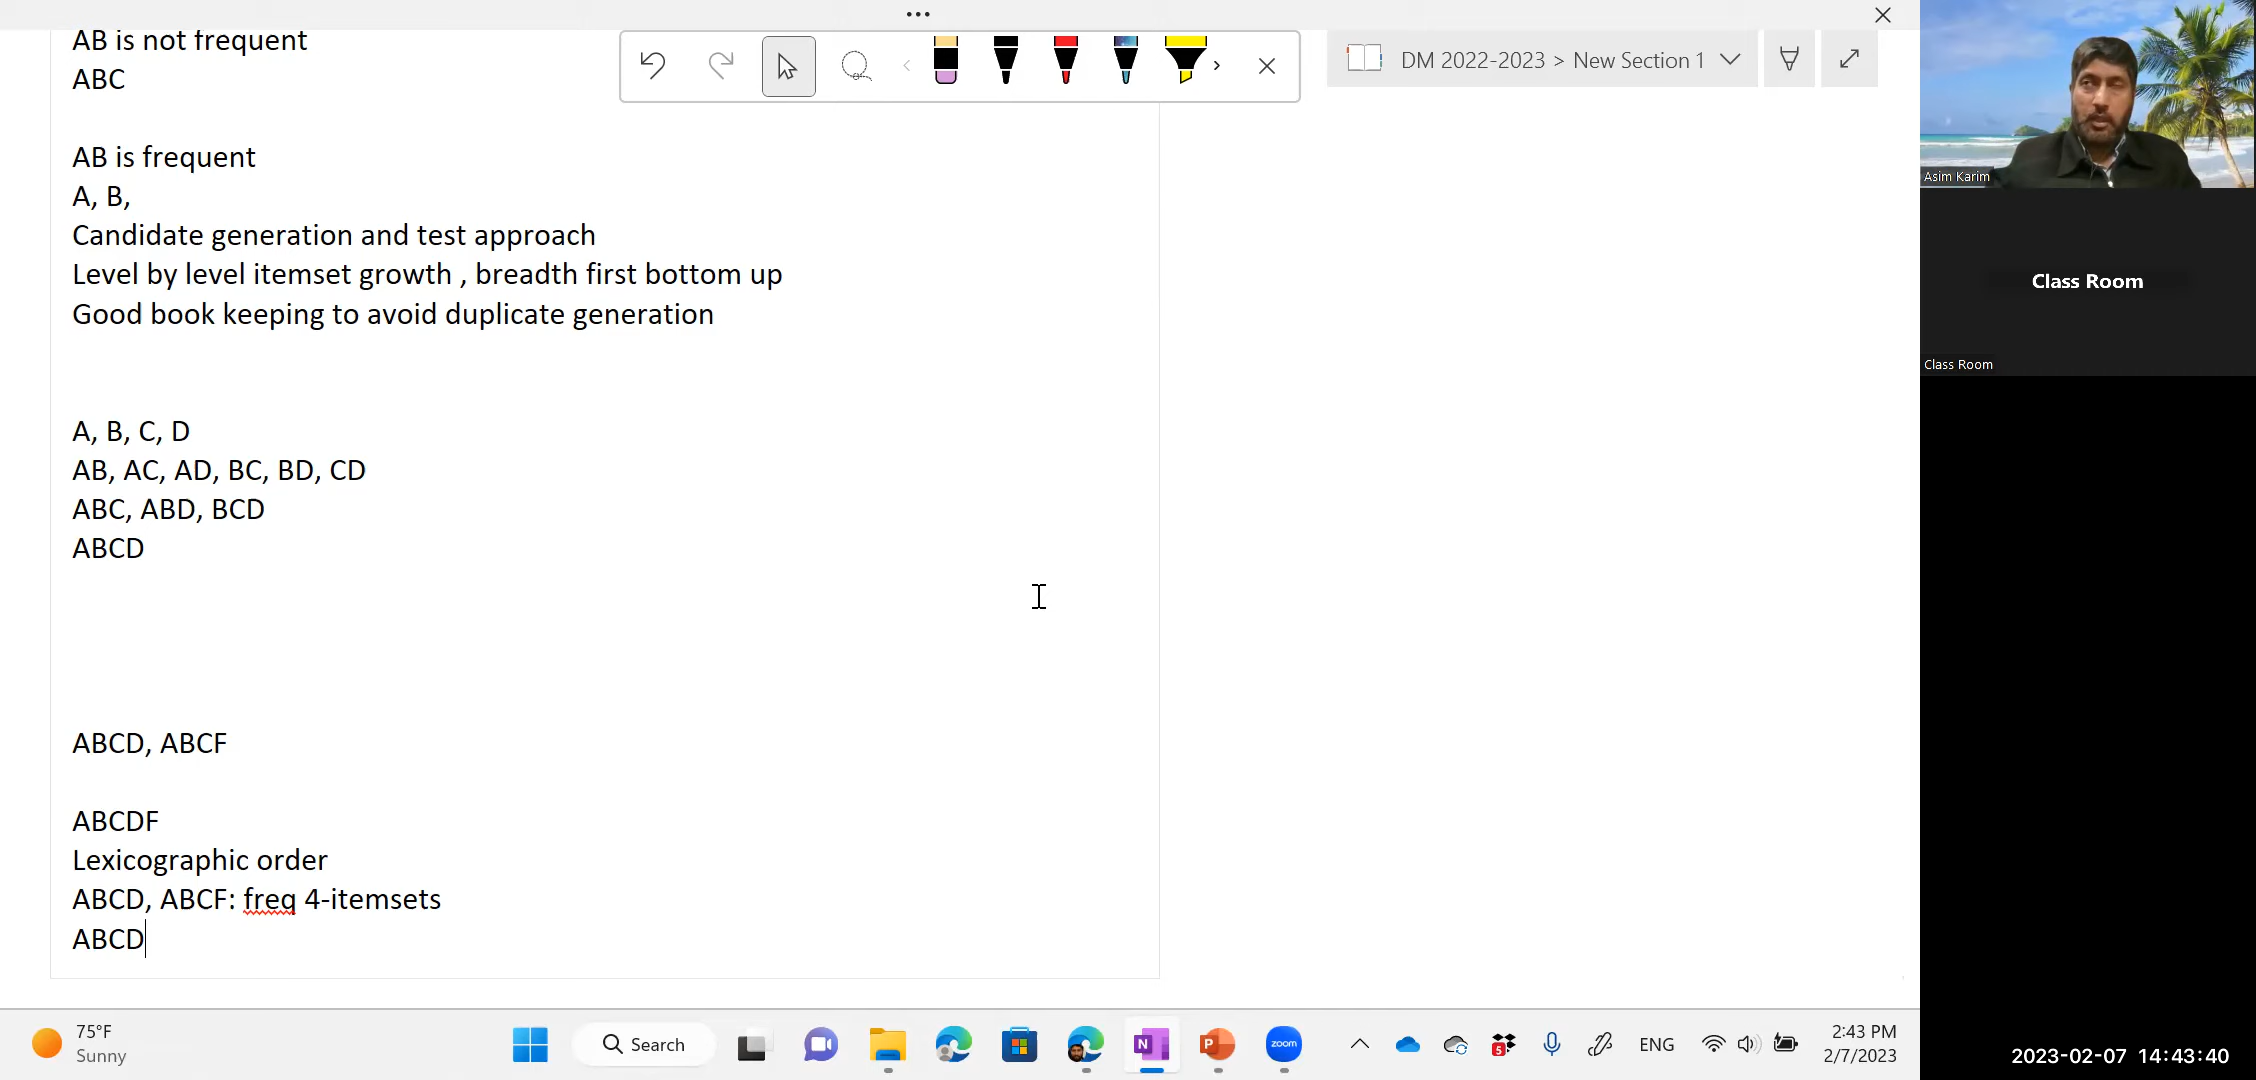 AB is not frequent
ABC
AB is frequent
A, B,
Candidate generation and test approach
Level by level itemset growth , breadth first bottom up
Good book keeping to avoid duplicate generation
A, B, C, D
AB, AC, AD, BC, BD, CD
ABC, ABD, BCD
ABCD
ABCD, ABCF
ABCDF
Lexicographic order
ABCD, ABCF: freq 4-itemsets
ABCD
DM 2022-2023 > New Section 1
Asim Karim
Class Room
Class Room
75°F
Sunny
Search
N
P
zoom
5
ENG
2:43 PM
2/7/2023
2023-02-07 14:43:40